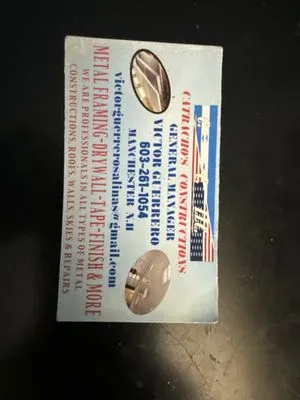 CATRACHO'S CONSTRUCTIONS
GENERAL MANAGER
VICTOR GUERRERO
603-261-1054
MANCHESTER N.H
victorguerrerosalinas@gmail.com
METAL FRAMING-DRYWALL-TAPE-FINISH & MORE
WE ARE PROFESSIONALS IN ALL TYPES OF METAL
CONSTRUCTIONS, ROOFS, WALLS, SKIES & REPAIRS